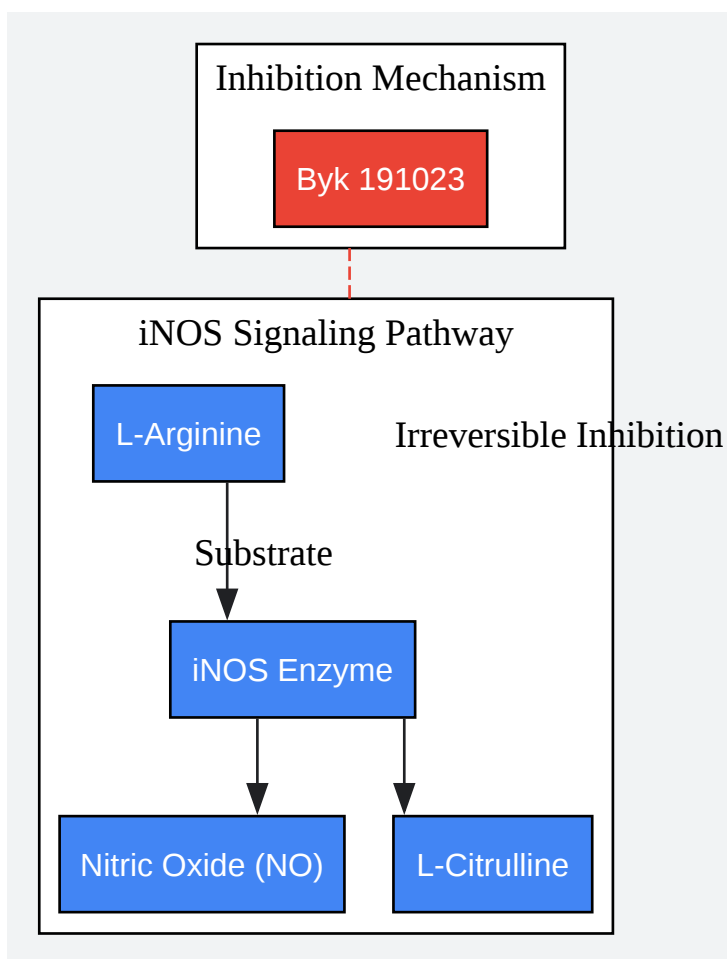 Inhibition Mechanism
Byk 191023
iNOS Signaling Pathway
L-Arginine
Irreversible Inhibition
Substrate
iNOS Enzyme
Nitric Oxide (NO)
L-Citrulline